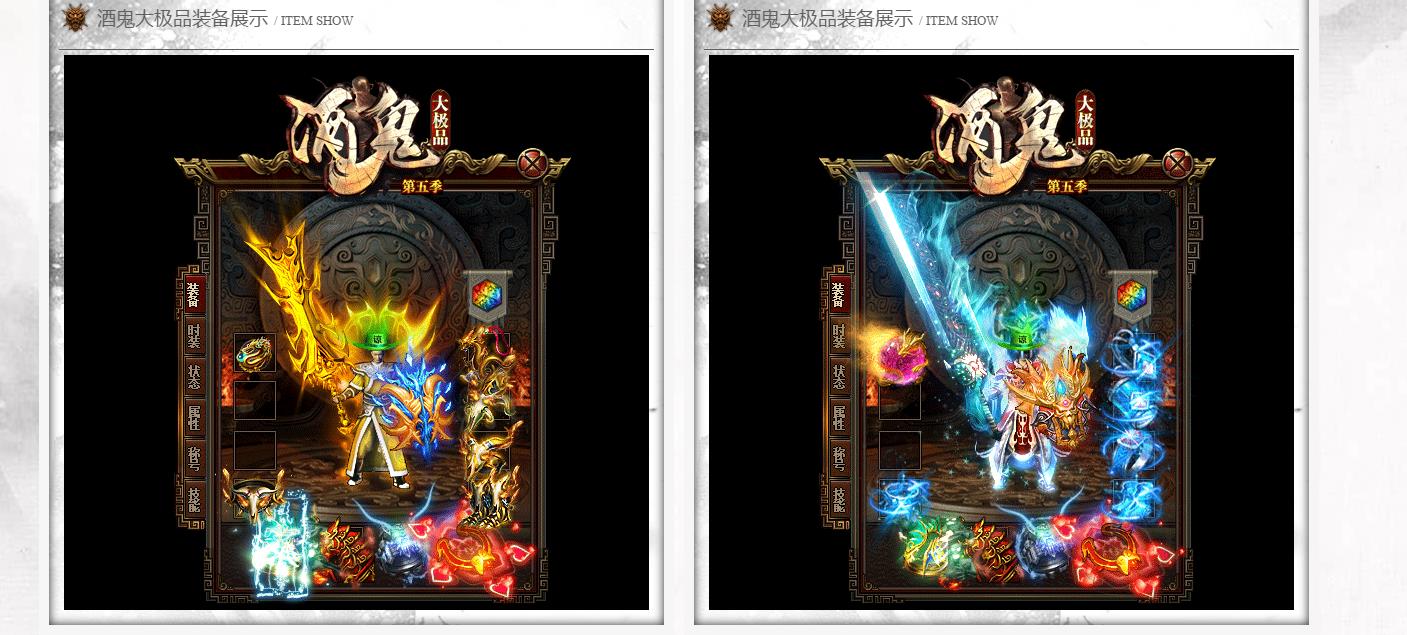 酒鬼大极品装备展示 / ITEM SHOW
酒鬼
大极品
第五季
装备
时装
状态
属性
称号
技能
谅
酒鬼大极品装备展示 / ITEM SHOW
酒鬼
大极品
第五季
装备
时装
状态
属性
称号
技能
谅